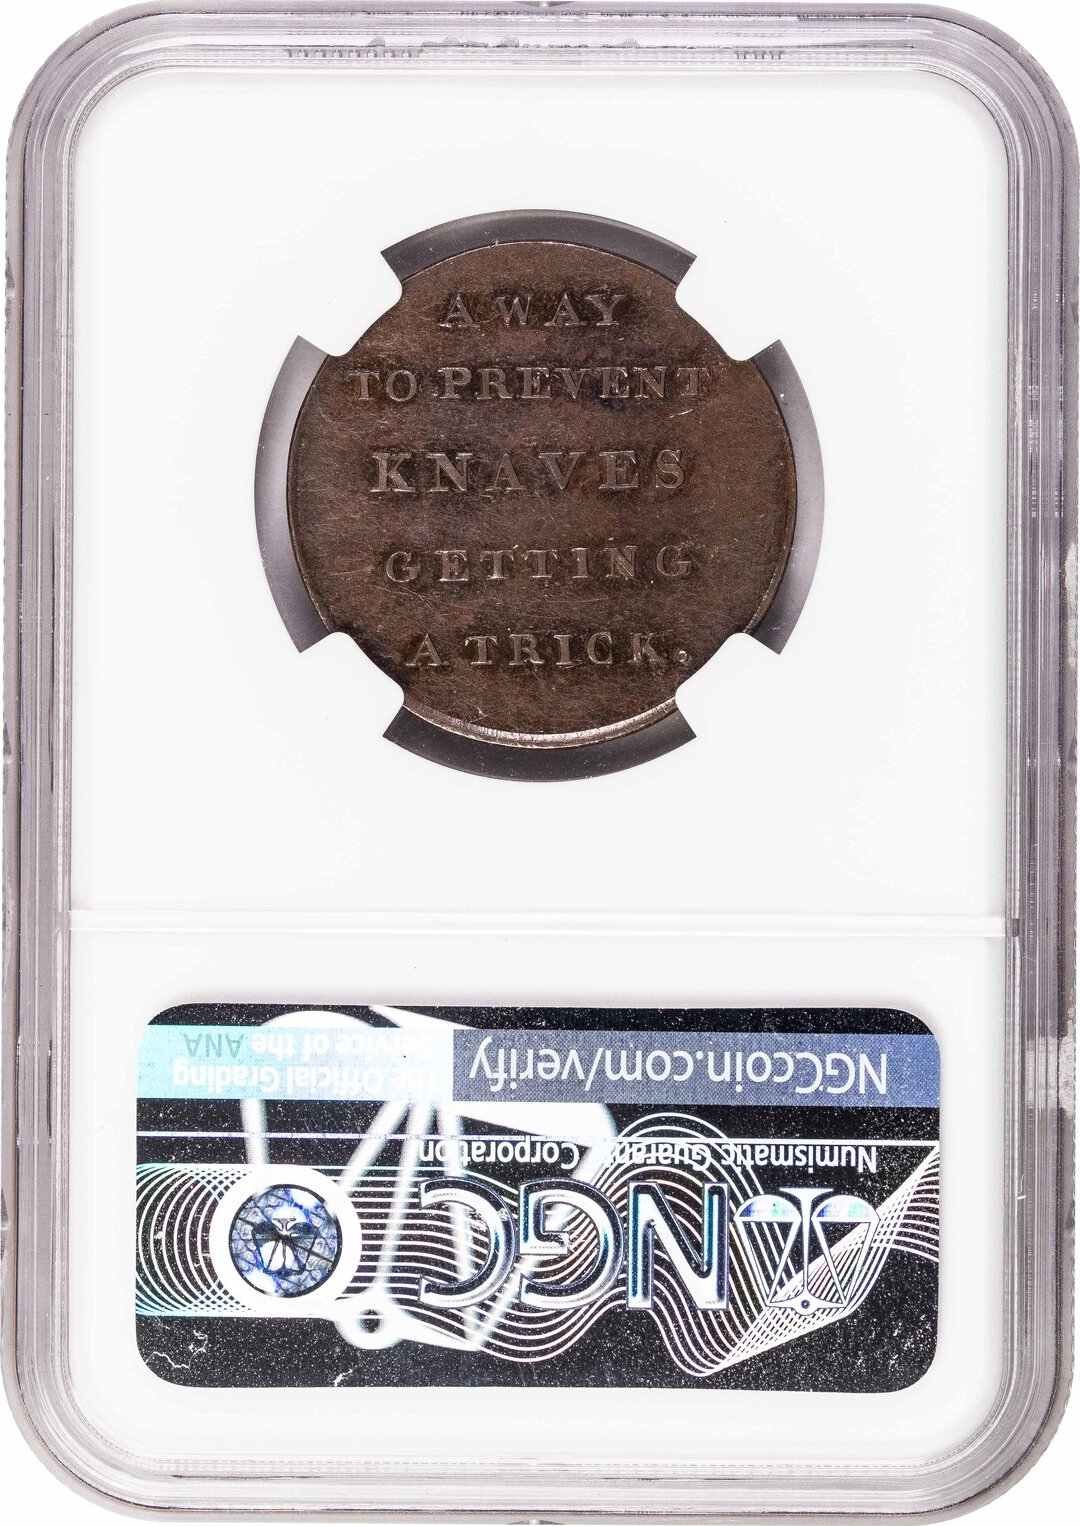 A WAY
TO PREVENT
KNAVES
GETTING
A TRICK.
NGCcoin.com/verify
The Official Grading
Service of the ANA
Numismatic Guaranty
Corporation
NGC